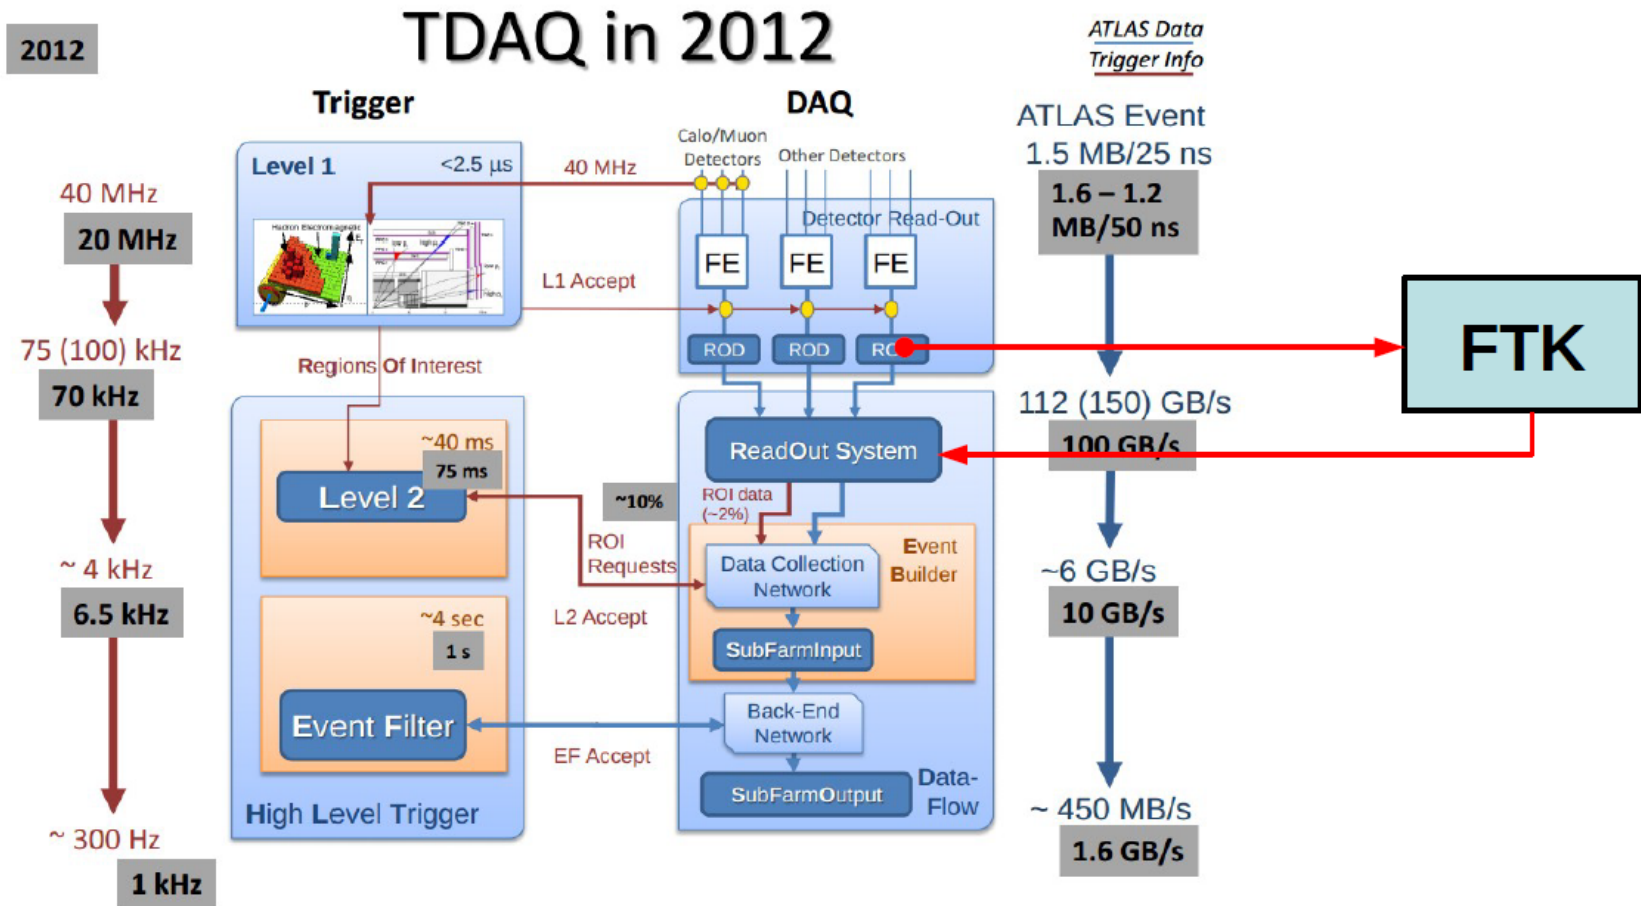 TDAQ in 2012
2012
ATLAS Data
Trigger Info
Trigger
DAQ
ATLAS Event
1.5 MB/25 ns
1.6 – 1.2
MB/50 ns
Calo/Muon
Detectors
Other Detectors
Level 1
<2.5 µs
40 MHz
40 MHz
20 MHz
Detector Read-Out
Hadron Electromagnetic
FE
FE
FE
L1 Accept
ROD
ROD
FTK
75 (100) kHz
70 kHz
Regions Of Interest
112 (150) GB/s
100 GB/s
~40 ms
75 ms
Level 2
ReadOut System
~10%
ROI data
(~2%)
ROI
Requests
Event
Builder
Data Collection
Network
~ 4 kHz
6.5 kHz
~6 GB/s
10 GB/s
~4 sec
1 s
L2 Accept
SubFarmInput
Event Filter
Back-End
Network
EF Accept
SubFarmOutput
Data-
Flow
High Level Trigger
~ 300 Hz
1 kHz
~ 450 MB/s
1.6 GB/s